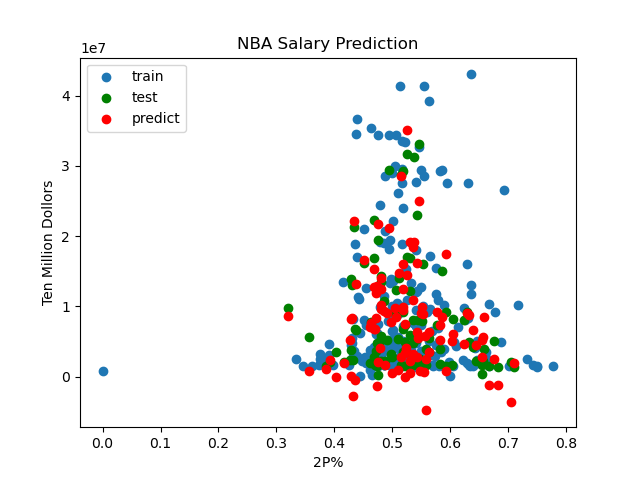 NBA Salary Prediction
1e7
train
test
predict
4
3
2
1
0
Ten Million Dollors
0.0 0.1 0.2 0.3 0.4 0.5 0.6 0.7 0.8
2P%